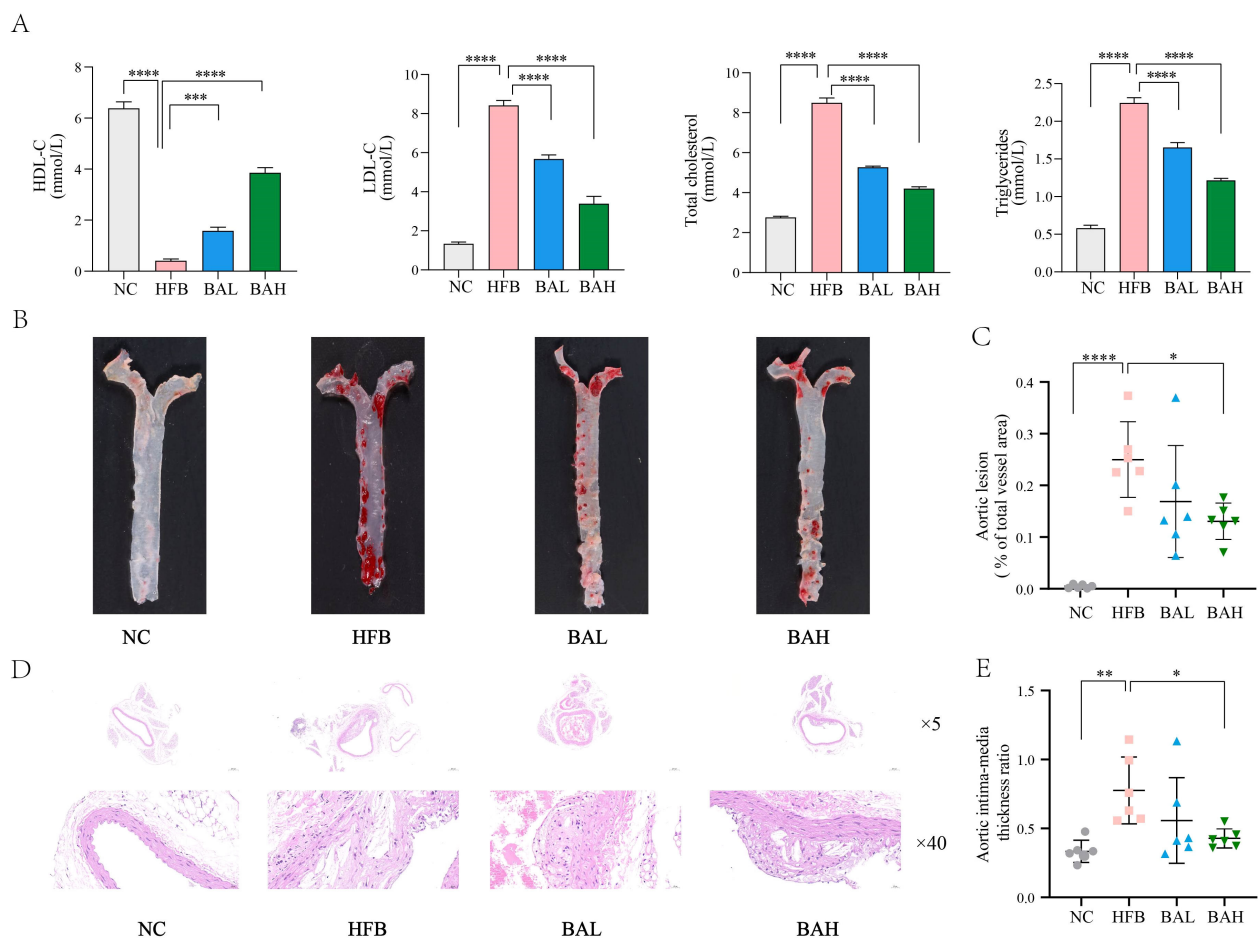 A
HDL-C
(mmol/L)
8
6
4
2
0
****
****
***
NC HFB BAL BAH
LDL-C
(mmol/L)
10
8
6
4
2
0
****
****
****
NC HFB BAL BAH
Total cholesterol
(mmol/L)
10
8
6
4
2
0
****
****
****
NC HFB BAL BAH
Triglycerides
(mmol/L)
2.5
2.0
1.5
1.0
0.5
0.0
****
****
****
NC HFB BAL BAH
B
NC HFB BAL BAH
C
Aortic lesion
( % of total vessel area)
0.4
0.3
0.2
0.1
0.0
****
*
NC HFB BAL BAH
D
×5
×40
NC HFB BAL BAH
E
Aortic intima-media
thickness ratio
1.5
1.0
0.5
0.0
**
*
NC HFB BAL BAH